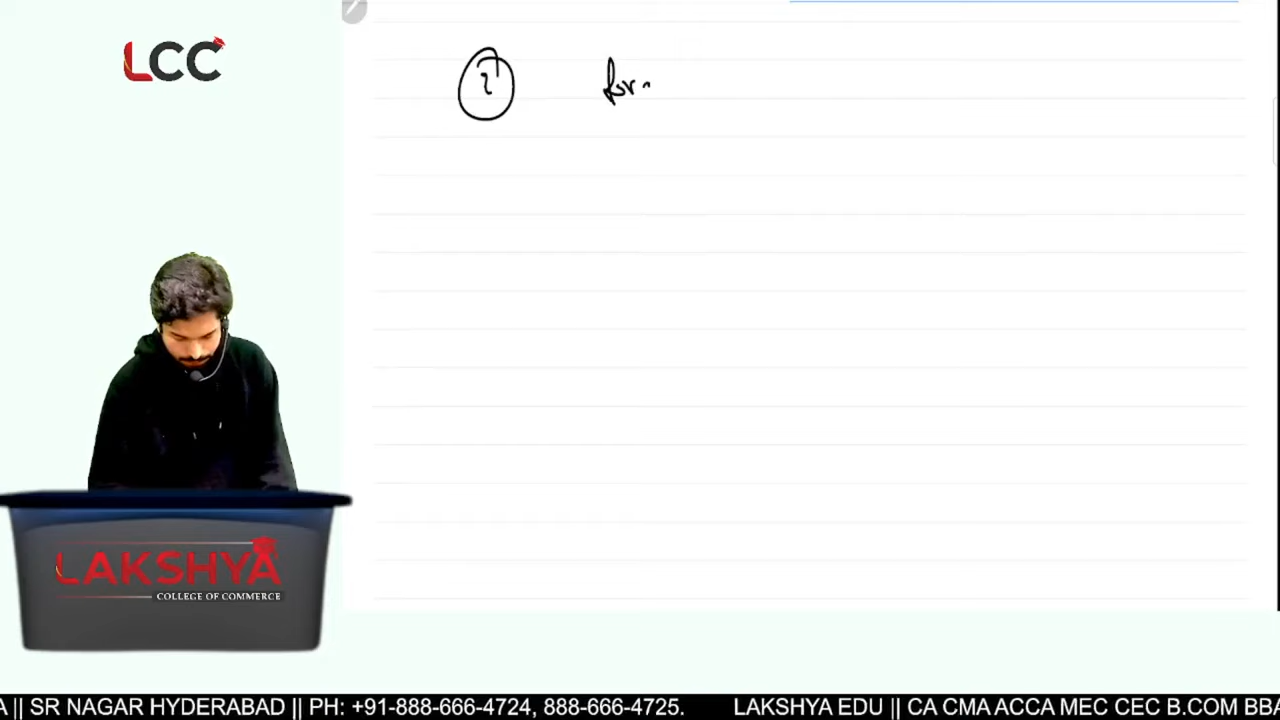 LCC
for
LAKSHYA
COLLEGE OF COMMERCE
A || SR NAGAR HYDERABAD || PH: +91-888-666-4724, 888-666-4725. LAKSHYA EDU || CA CMA ACCA MEC CEC B.COM BBA